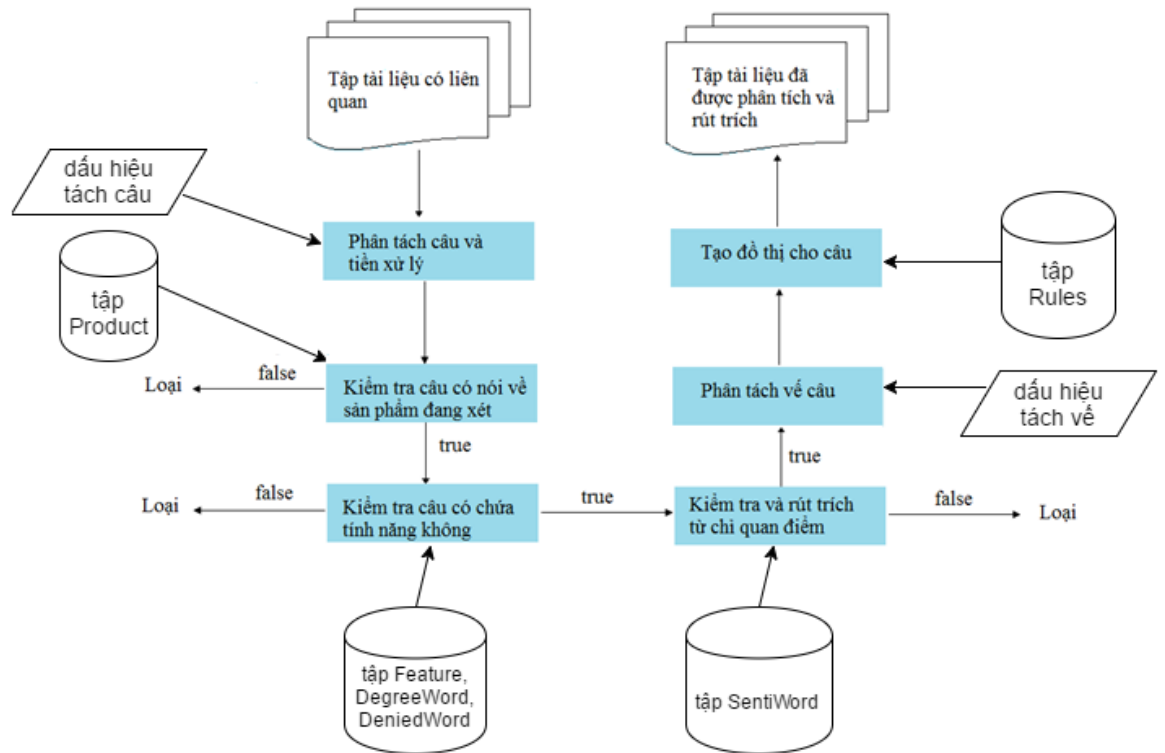 Tập tài liệu có liên
quan
Tập tài liệu đã
được phân tích và
rút trích
dấu hiệu
tách câu
Phân tách câu và
tiền xử lý
Tạo đồ thị cho câu
tập
Rules
tập
Product
Loại
false
Kiểm tra câu có nói về
sản phẩm đang xét
Phân tách vế câu
dấu hiệu
tách vế
true
true
Loại
false
Kiểm tra câu có chứa
tính năng không
true
Kiểm tra và rút trích
từ chỉ quan điểm
false
Loại
tập Feature,
DegreeWord,
DeniedWord
tập SentiWord